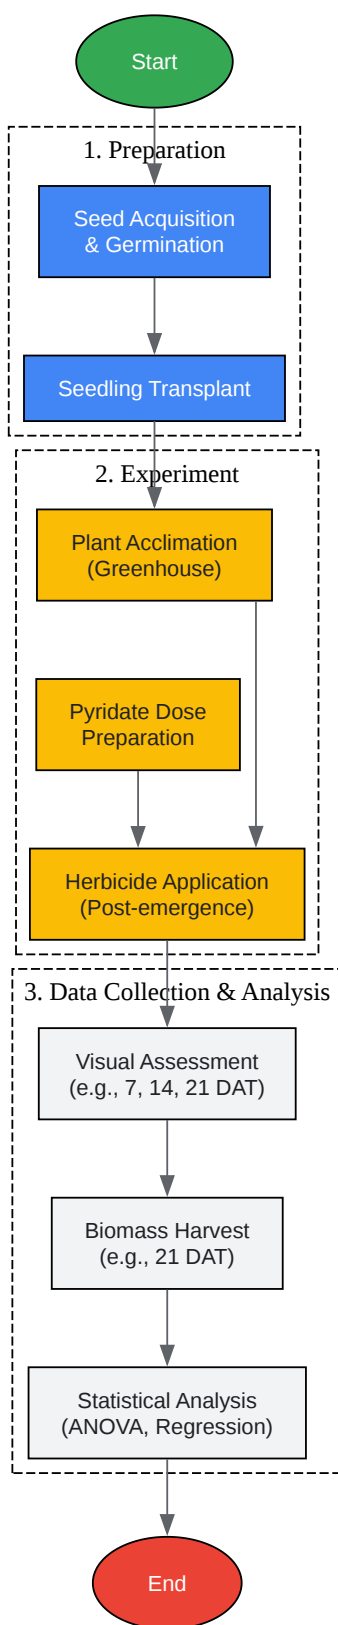 Start
1. Preparation
Seed Acquisition
& Germination
Seedling Transplant
2. Experiment
Plant Acclimation
(Greenhouse)
Pyridate Dose
Preparation
Herbicide Application
(Post-emergence)
3. Data Collection & Analysis
Visual Assessment
(e.g., 7, 14, 21 DAT)
Biomass Harvest
(e.g., 21 DAT)
Statistical Analysis
(ANOVA, Regression)
End